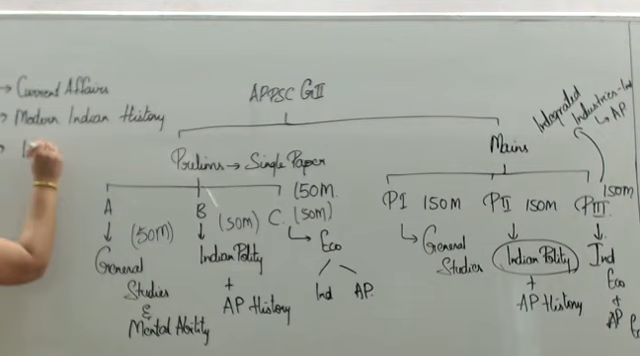 → Current Affairs
→ Modern Indian History
→ I
APPSC GII
Prelims → Single Paper
150M
A
(50M)
General
Studies
&
Mental Ability
B
(50M)
Indian Polity
+
AP History
C
(50M)
Eco
Ind
AP
Mains
PI 150M
General
Studies
PII 150M
Indian Polity
+
AP History
PIII 150M
Ind
Eco
+
AP
Integrated
Industries-Ind
AP